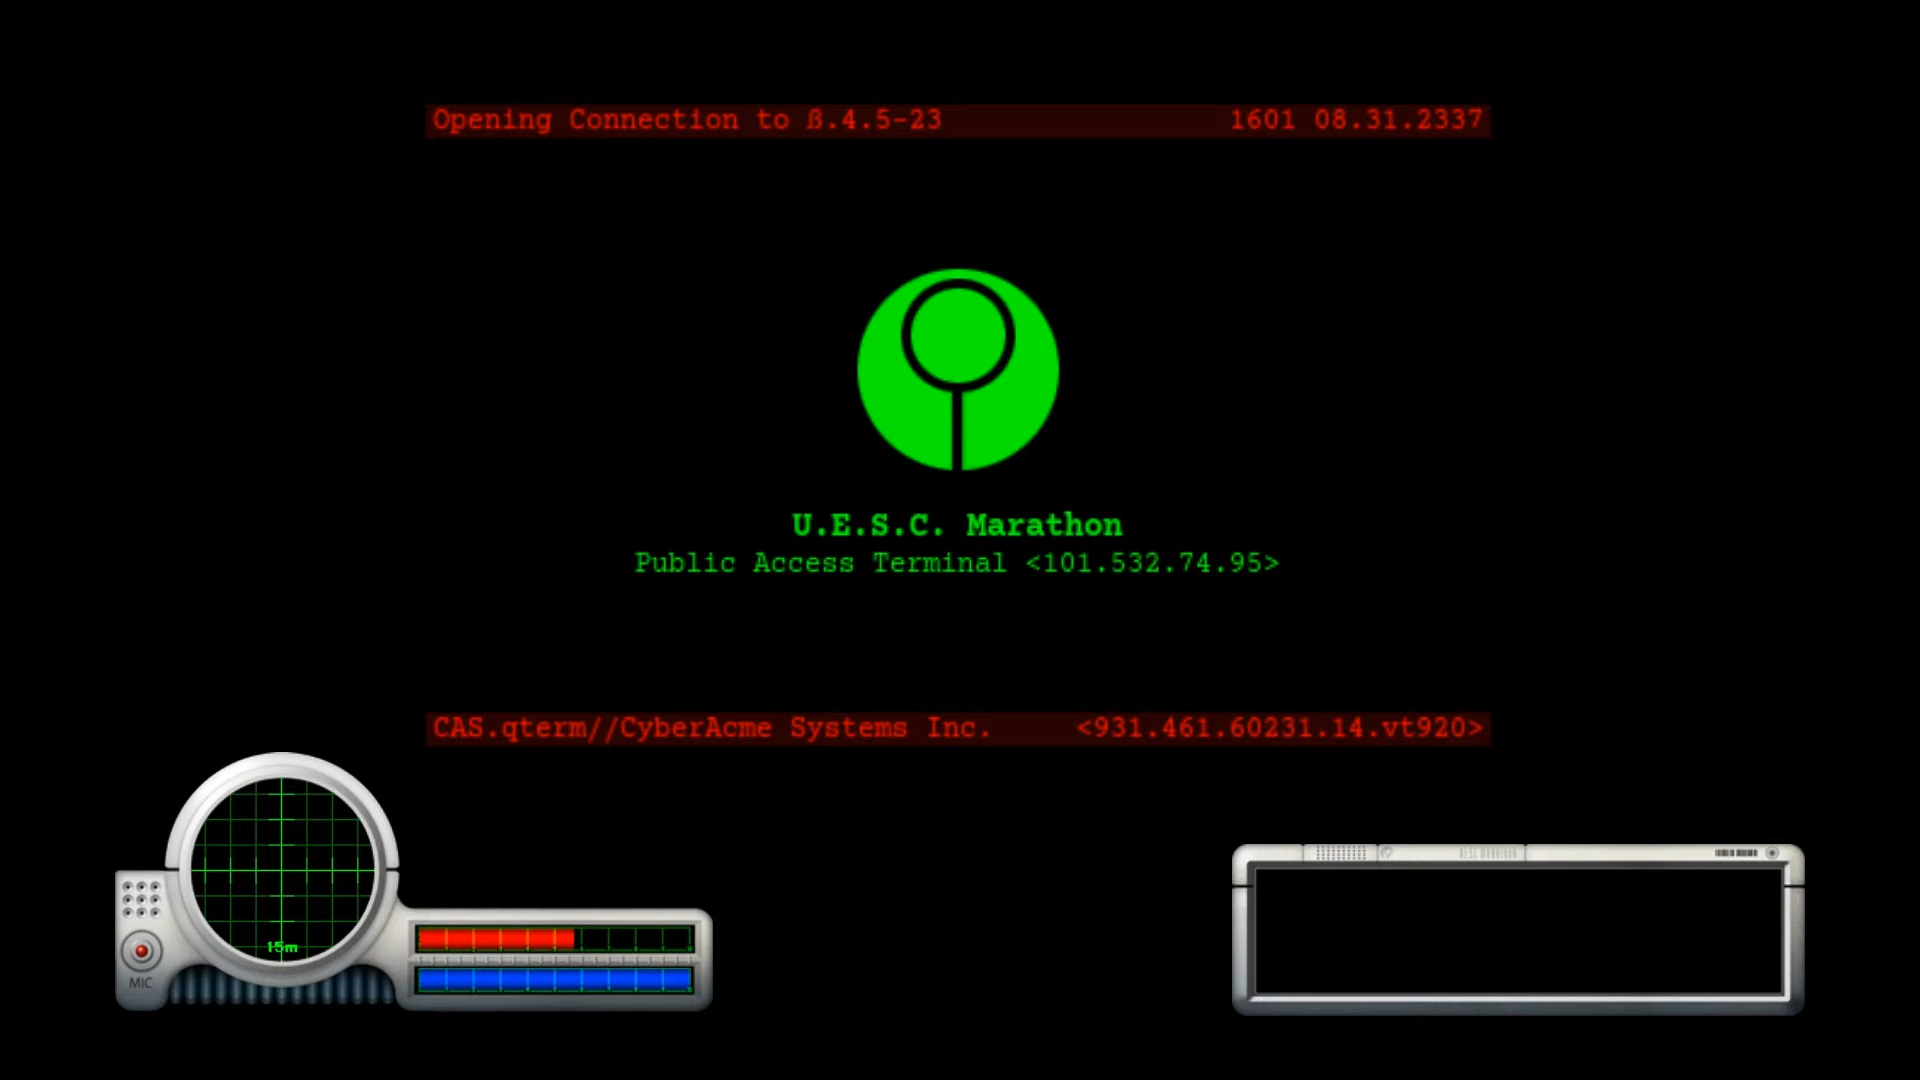 Opening Connection to ß.4.5-23 1601 08.31.2337
U.E.S.C. Marathon
Public Access Terminal <101.532.74.95>
CAS.qterm//CyberAcme Systems Inc. <931.461.60231.14.vt920>
15m
MIC